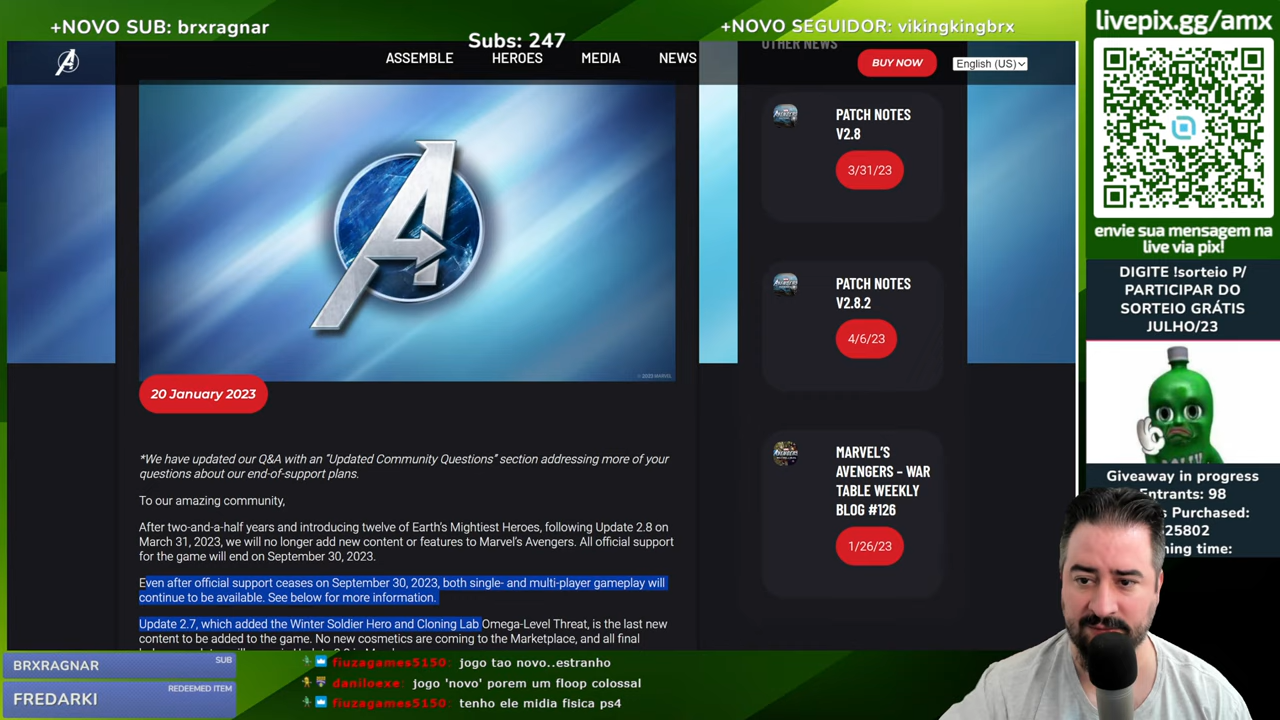 +NOVO SUB: brxragnar
Subs: 247
+NOVO SEGUIDOR: vikingkingbrx
ASSEMBLE
HEROES
MEDIA
NEWS
OTHER NEWS
BUY NOW
English (US)
PATCH NOTES
V2.8
3/31/23
PATCH NOTES
V2.8.2
4/6/23
MARVEL'S
AVENGERS – WAR
TABLE WEEKLY
BLOG #126
1/26/23
© 2023 MARVEL
20 January 2023
*We have updated our Q&A with an “Updated Community Questions” section addressing more of your
questions about our end-of-support plans.
To our amazing community,
After two-and-a-half years and introducing twelve of Earth's Mightiest Heroes, following Update 2.8 on
March 31, 2023, we will no longer add new content or features to Marvel's Avengers. All official support
for the game will end on September 30, 2023.
Even after official support ceases on September 30, 2023, both single- and multi-player gameplay will
continue to be available. See below for more information.
Update 2.7, which added the Winter Soldier Hero and Cloning Lab Omega-Level Threat, is the last new
content to be added to the game. No new cosmetics are coming to the Marketplace, and all final
BRXRAGNAR
SUB
FREDARKI
REDEEMED ITEM
fiuzagames5150: jogo tao novo..estranho
daniloexe: jogo 'novo' porem um floop colossal
fiuzagames5150: tenho ele midia fisica ps4
livepix.gg/amx
envie sua mensagem na
live via pix!
DIGITE !sorteio P/
PARTICIPAR DO
SORTEIO GRÁTIS
JULHO/23
Giveaway in progress
Entrants: 98
Purchased:
25802
time: